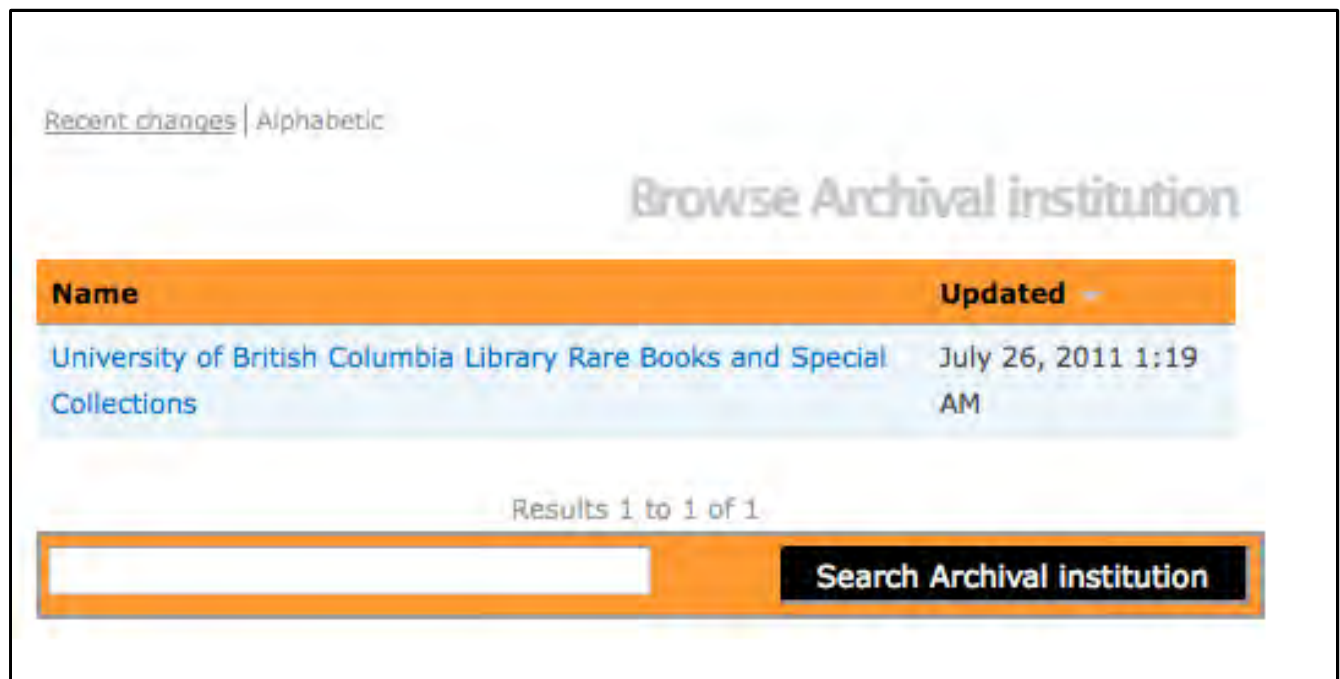 Recent changes | Alphabetic
Browse Archival institution
Name Updated
University of British Columbia Library Rare Books and Special July 26, 2011 1:19
Collections AM
Results 1 to 1 of 1
Search Archival institution